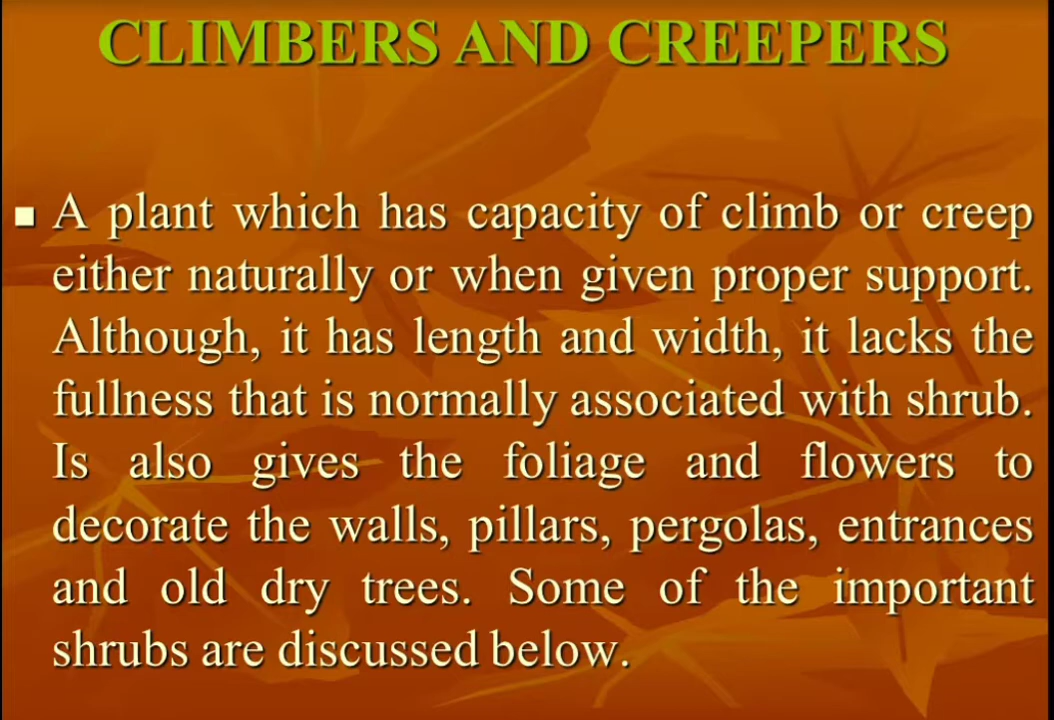 CLIMBERS AND CREEPERS
A plant which has capacity of climb or creep
either naturally or when given proper support.
Although, it has length and width, it lacks the
fullness that is normally associated with shrub.
Is also gives the foliage and flowers to
decorate the walls, pillars, pergolas, entrances
and old dry trees. Some of the important
shrubs are discussed below.